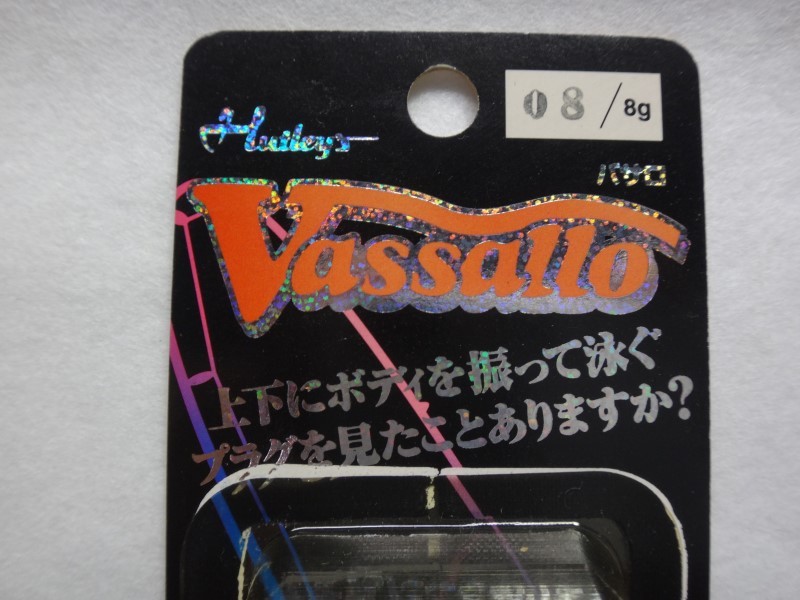 08/8g
Hutley's
バサロ
Vassallo
上下にボディを振って泳ぐ
プラグを見たことありますか?